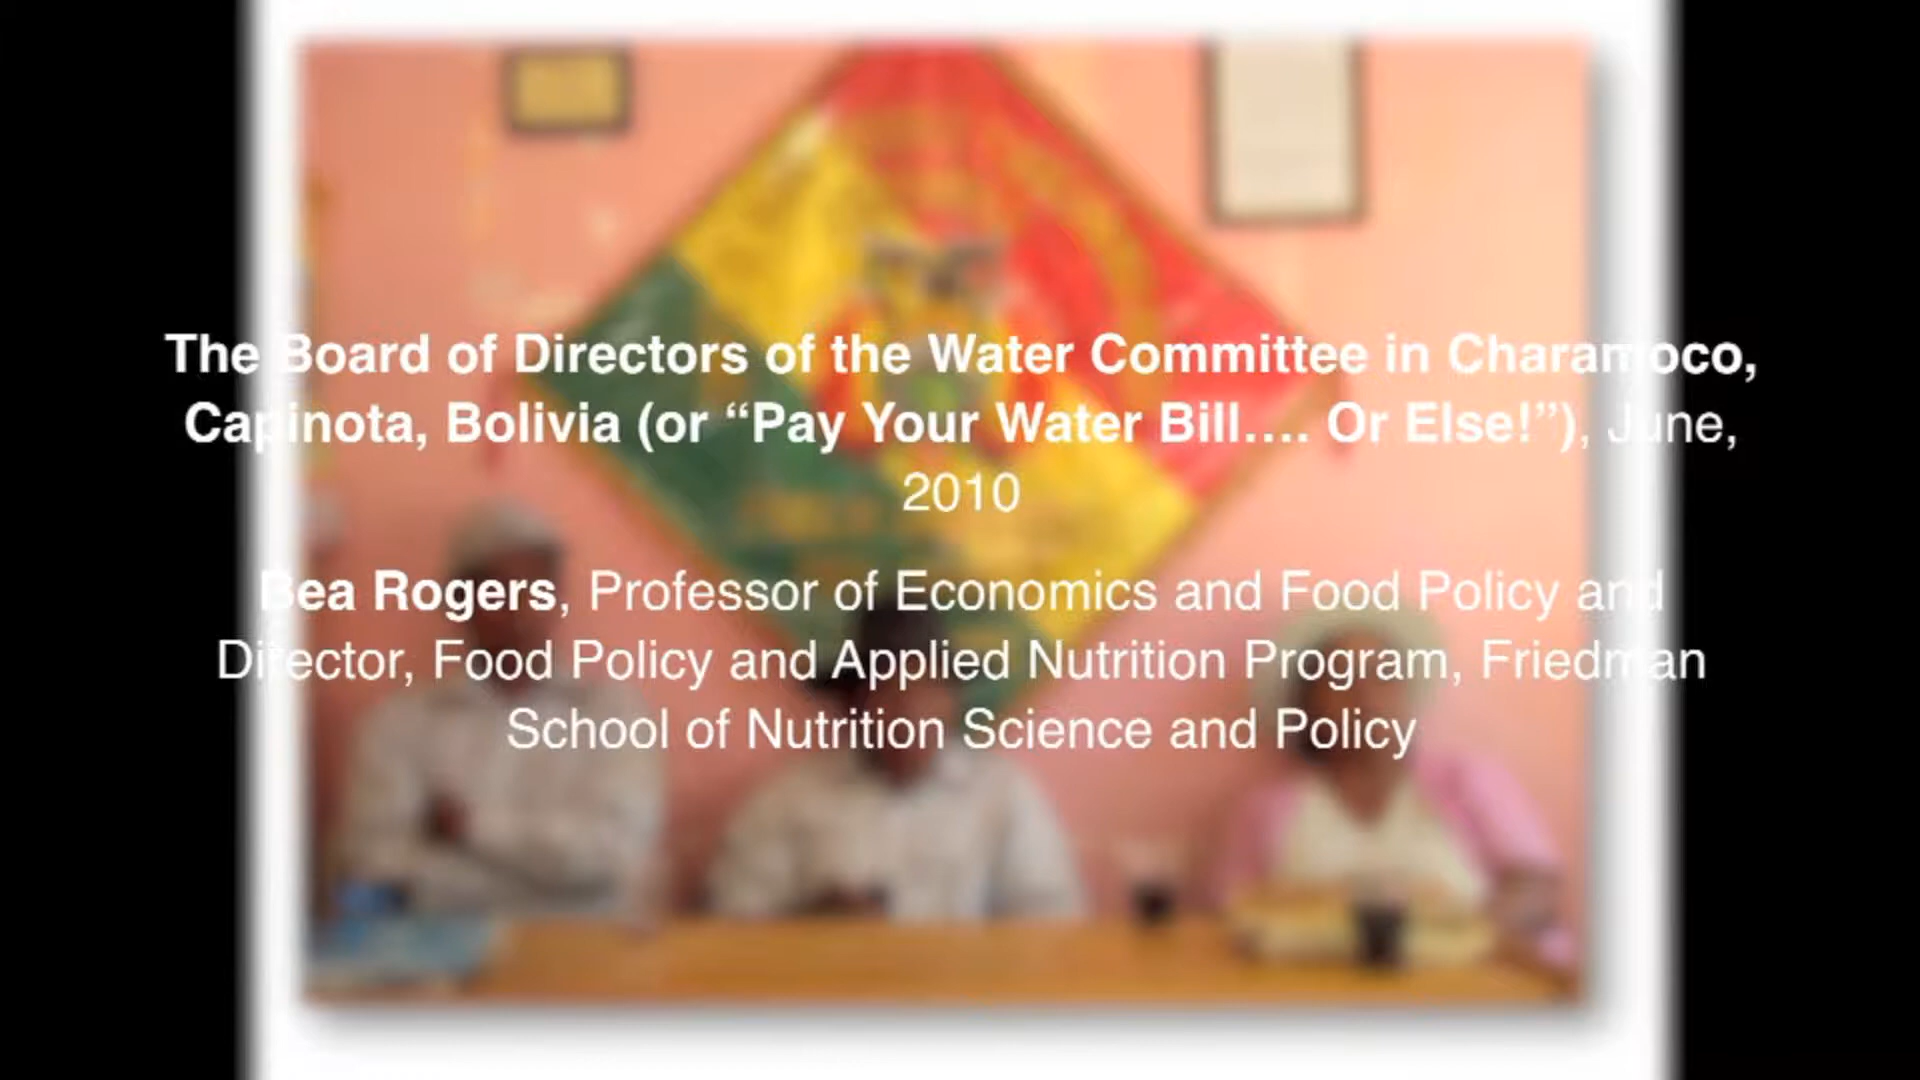 The Board of Directors of the Water Committee in Charamoco,
Capinota, Bolivia (or “Pay Your Water Bill…. Or Else!”), June,
2010
Bea Rogers, Professor of Economics and Food Policy and
Director, Food Policy and Applied Nutrition Program, Friedman
School of Nutrition Science and Policy